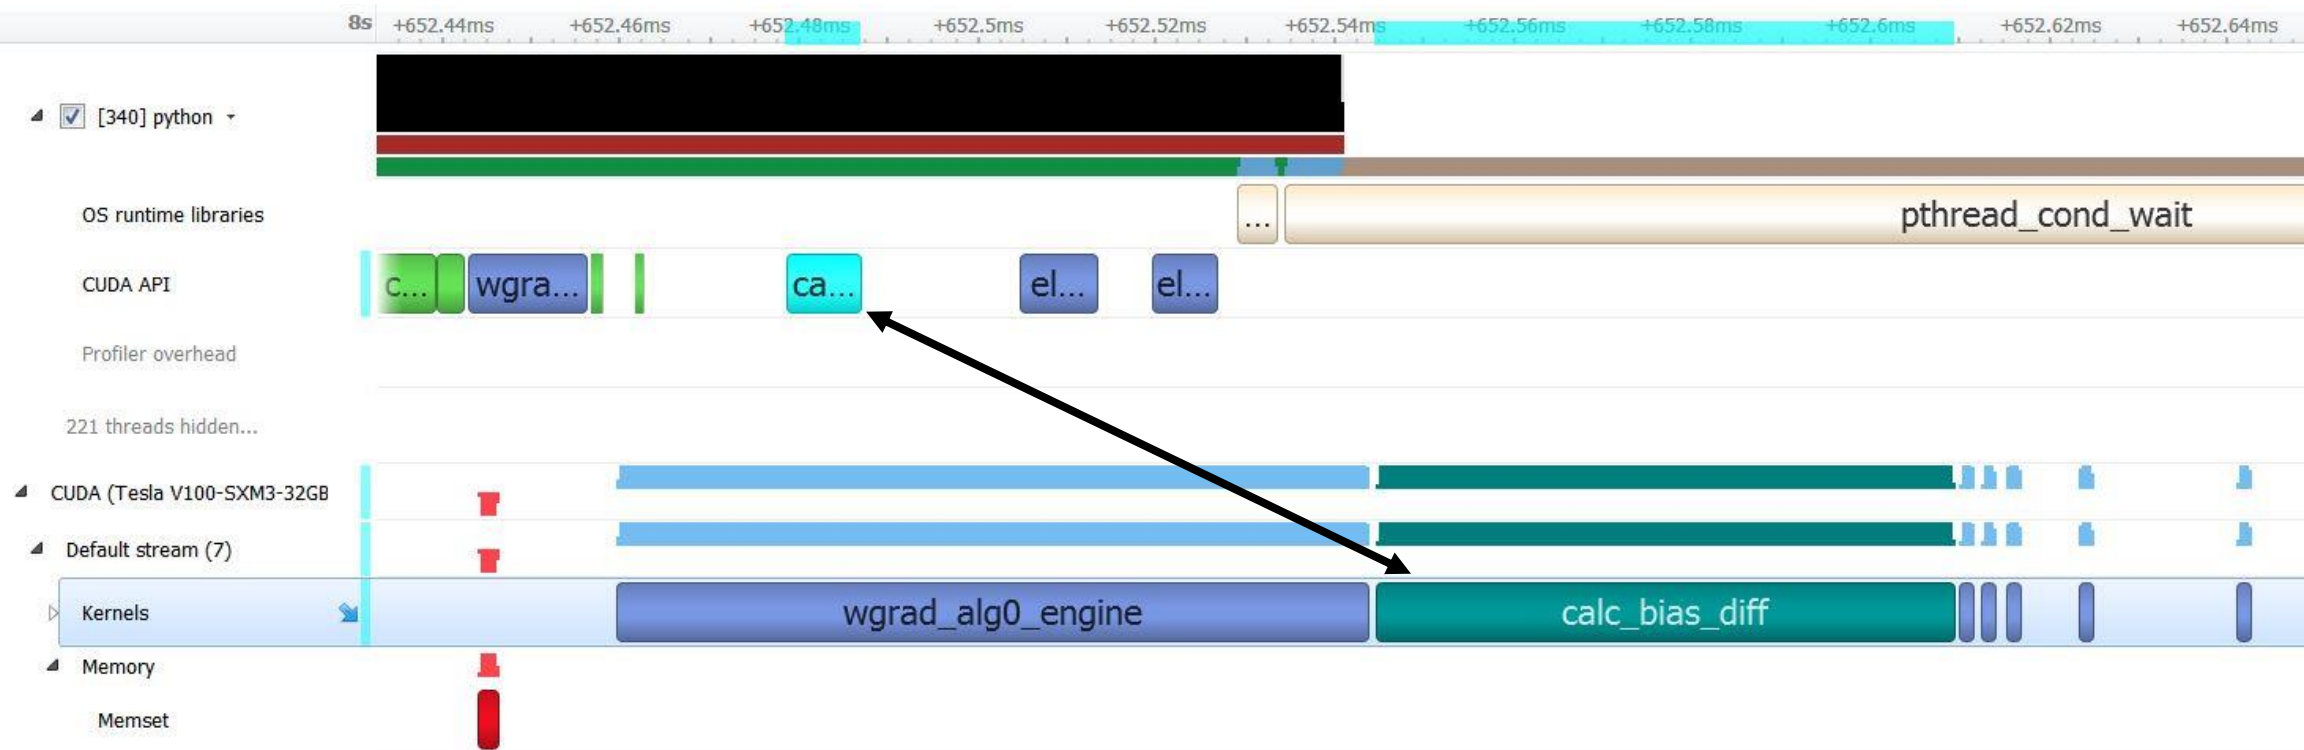 8s +652.44ms +652.46ms +652.48ms +652.5ms +652.52ms +652.54ms +652.56ms +652.58ms +652.6ms +652.62ms +652.64ms
[340] python
OS runtime libraries ... pthread_cond_wait
CUDA API c... wgra... ca... el... el...
Profiler overhead
221 threads hidden...
CUDA (Tesla V100-SXM3-32GB
Default stream (7)
Kernels wgrad_alg0_engine calc_bias_diff
Memory
Memset